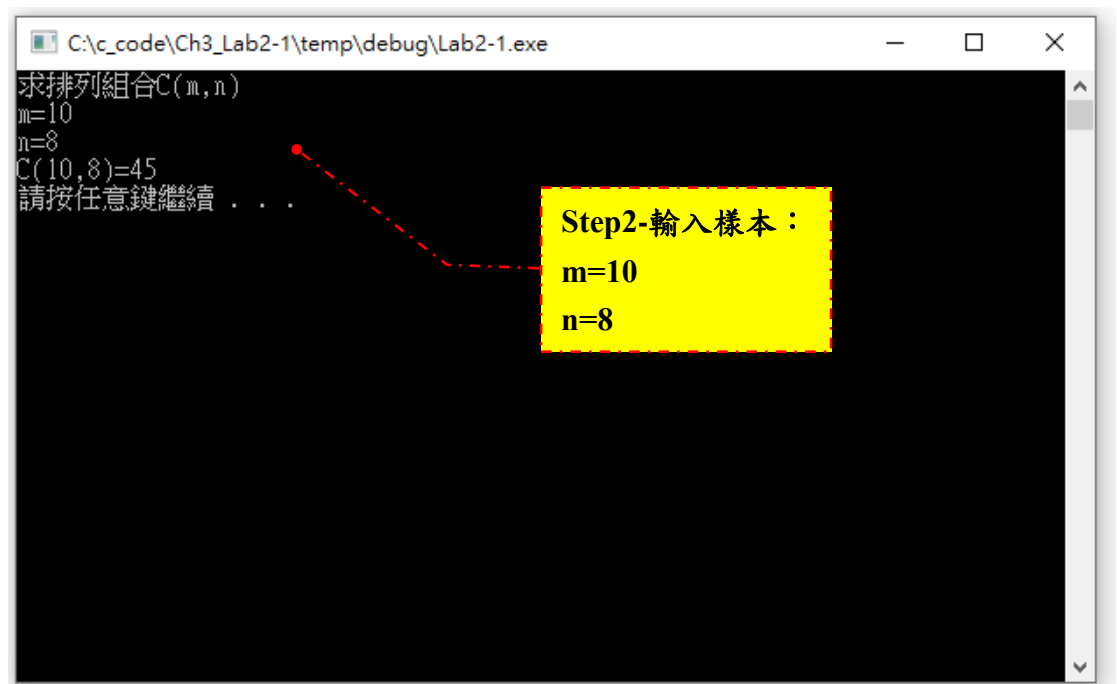 C:\c_code\Ch3_Lab2-1\temp\debug\Lab2-1.exe
求排列組合C(m,n)
m=10
n=8
C(10,8)=45
請按任意鍵繼續 . . .
Step2-輸入樣本：
m=10
n=8